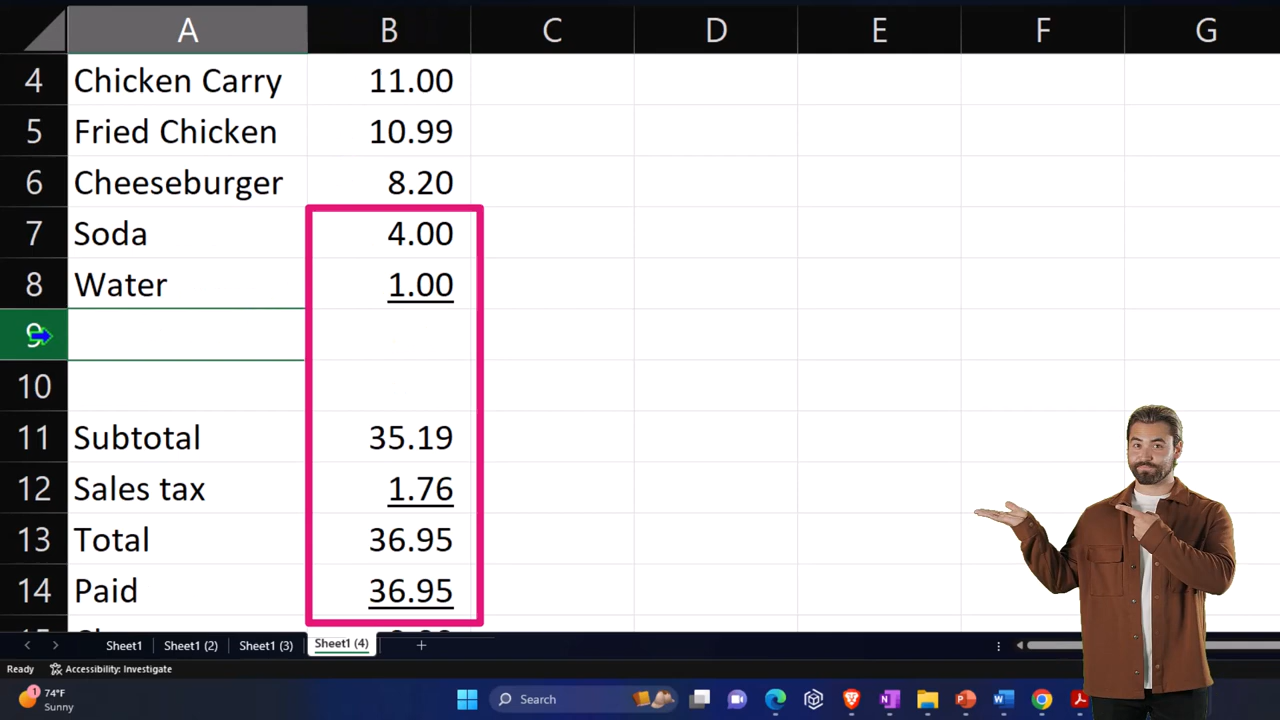 A B C D E F G
4 Chicken Carry 11.00
5 Fried Chicken 10.99
6 Cheeseburger 8.20
7 Soda 4.00
8 Water 1.00
9
10
11 Subtotal 35.19
12 Sales tax 1.76
13 Total 36.95
14 Paid 36.95
Sheet1 Sheet1 (2) Sheet1 (3) Sheet1 (4)
Ready Accessibility: Investigate
1 74°F Search
Sunny